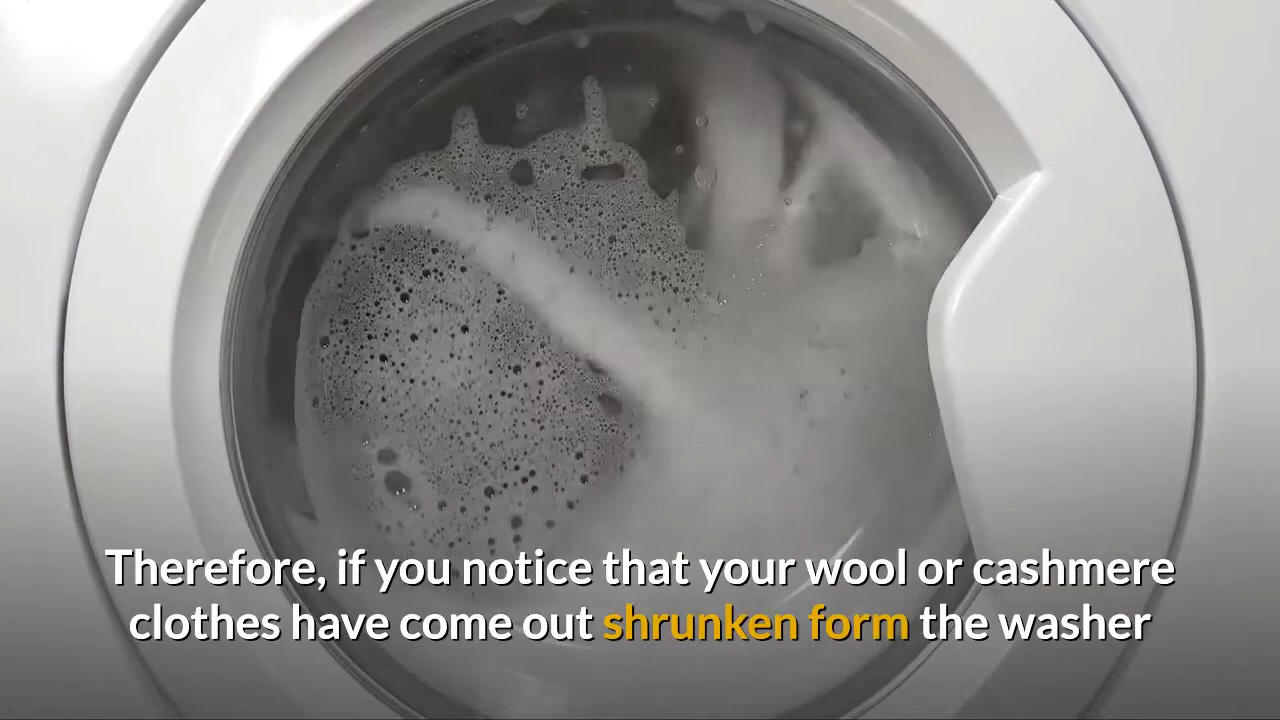 Therefore, if you notice that your wool or cashmere
clothes have come out shrunken form the washer